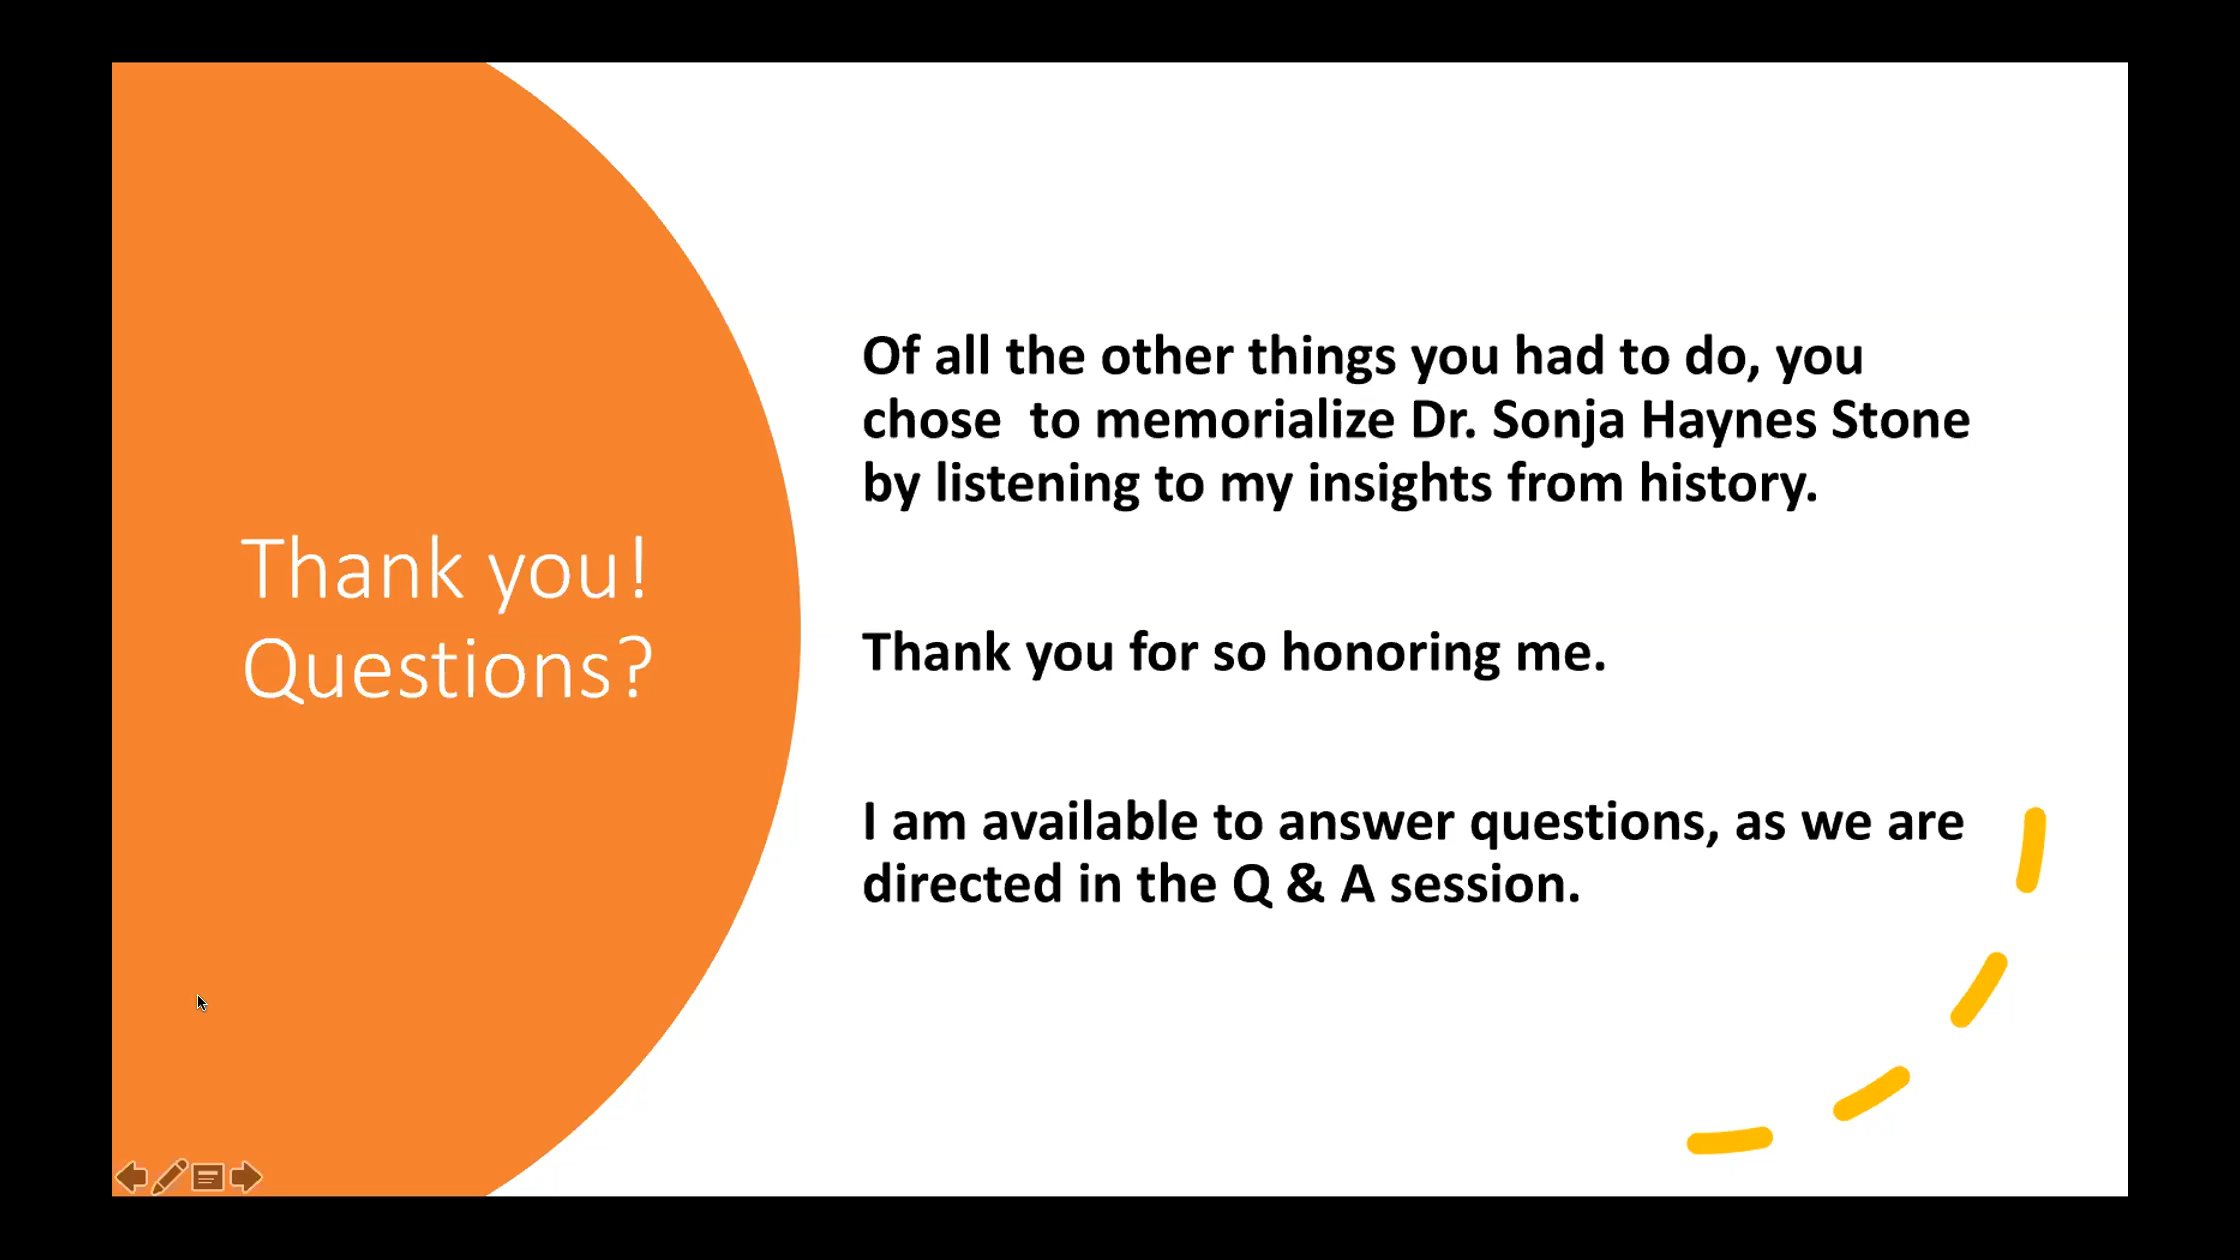 Thank you!
Questions?
Of all the other things you had to do, you
chose  to memorialize Dr. Sonja Haynes Stone
by listening to my insights from history.
Thank you for so honoring me.
I am available to answer questions, as we are
directed in the Q & A session.